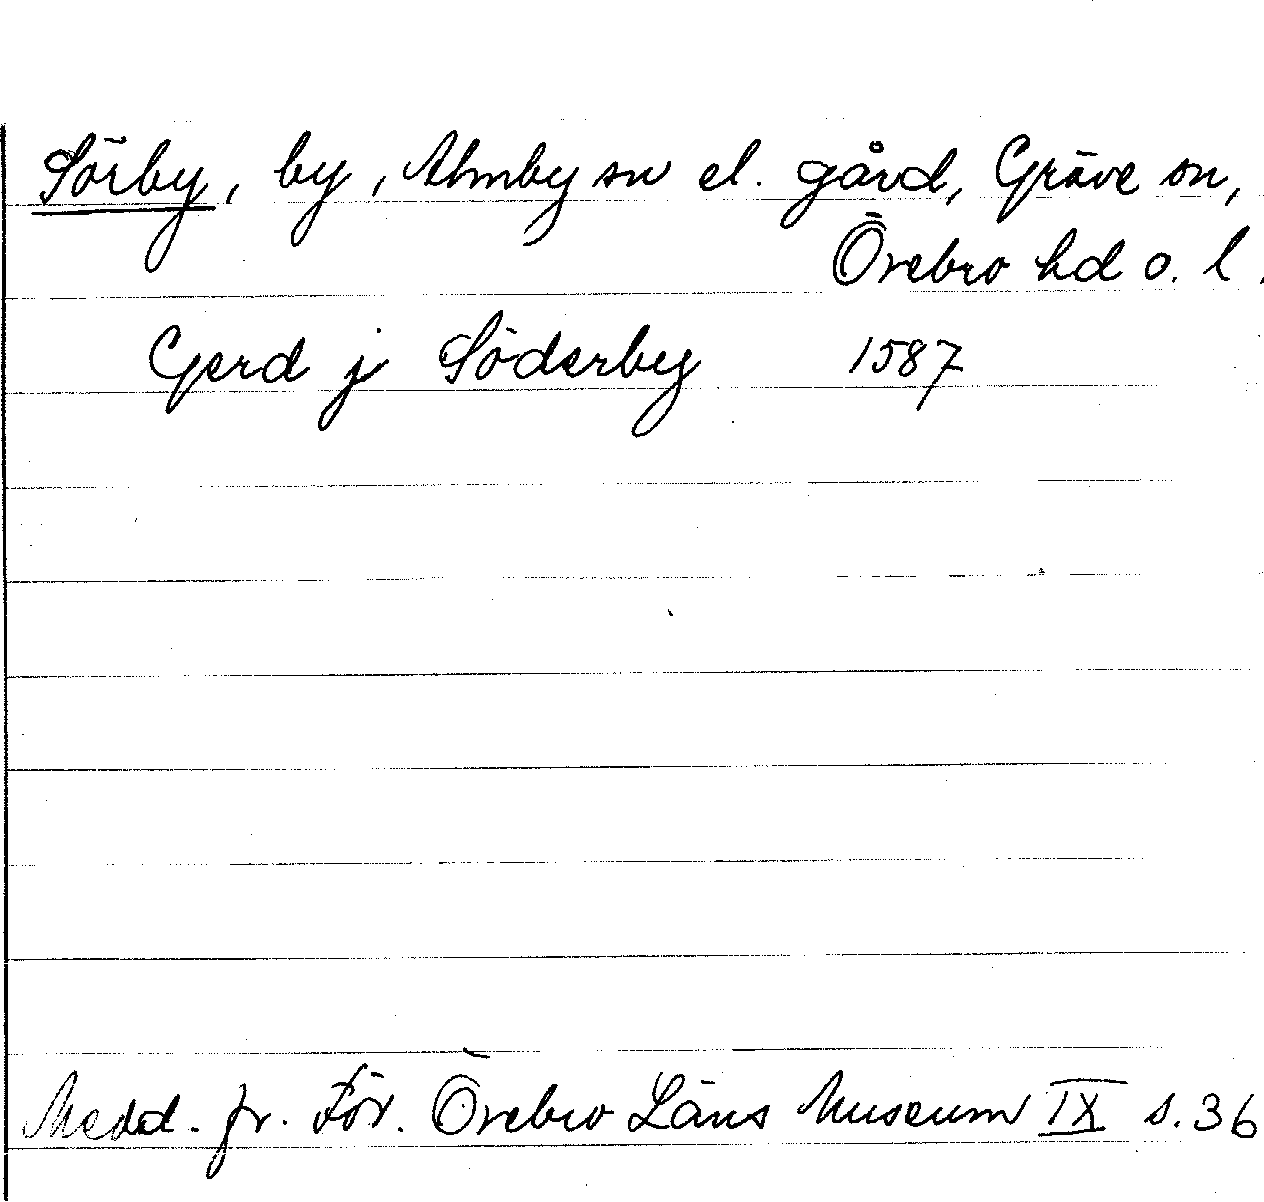 Sörby, by, Almby sn el. gård, Gräve sn,
Örebro hd o. l.
Gerd j Söderby 1587
Medd. fr. För. Örebro Läns Museum IX s. 36